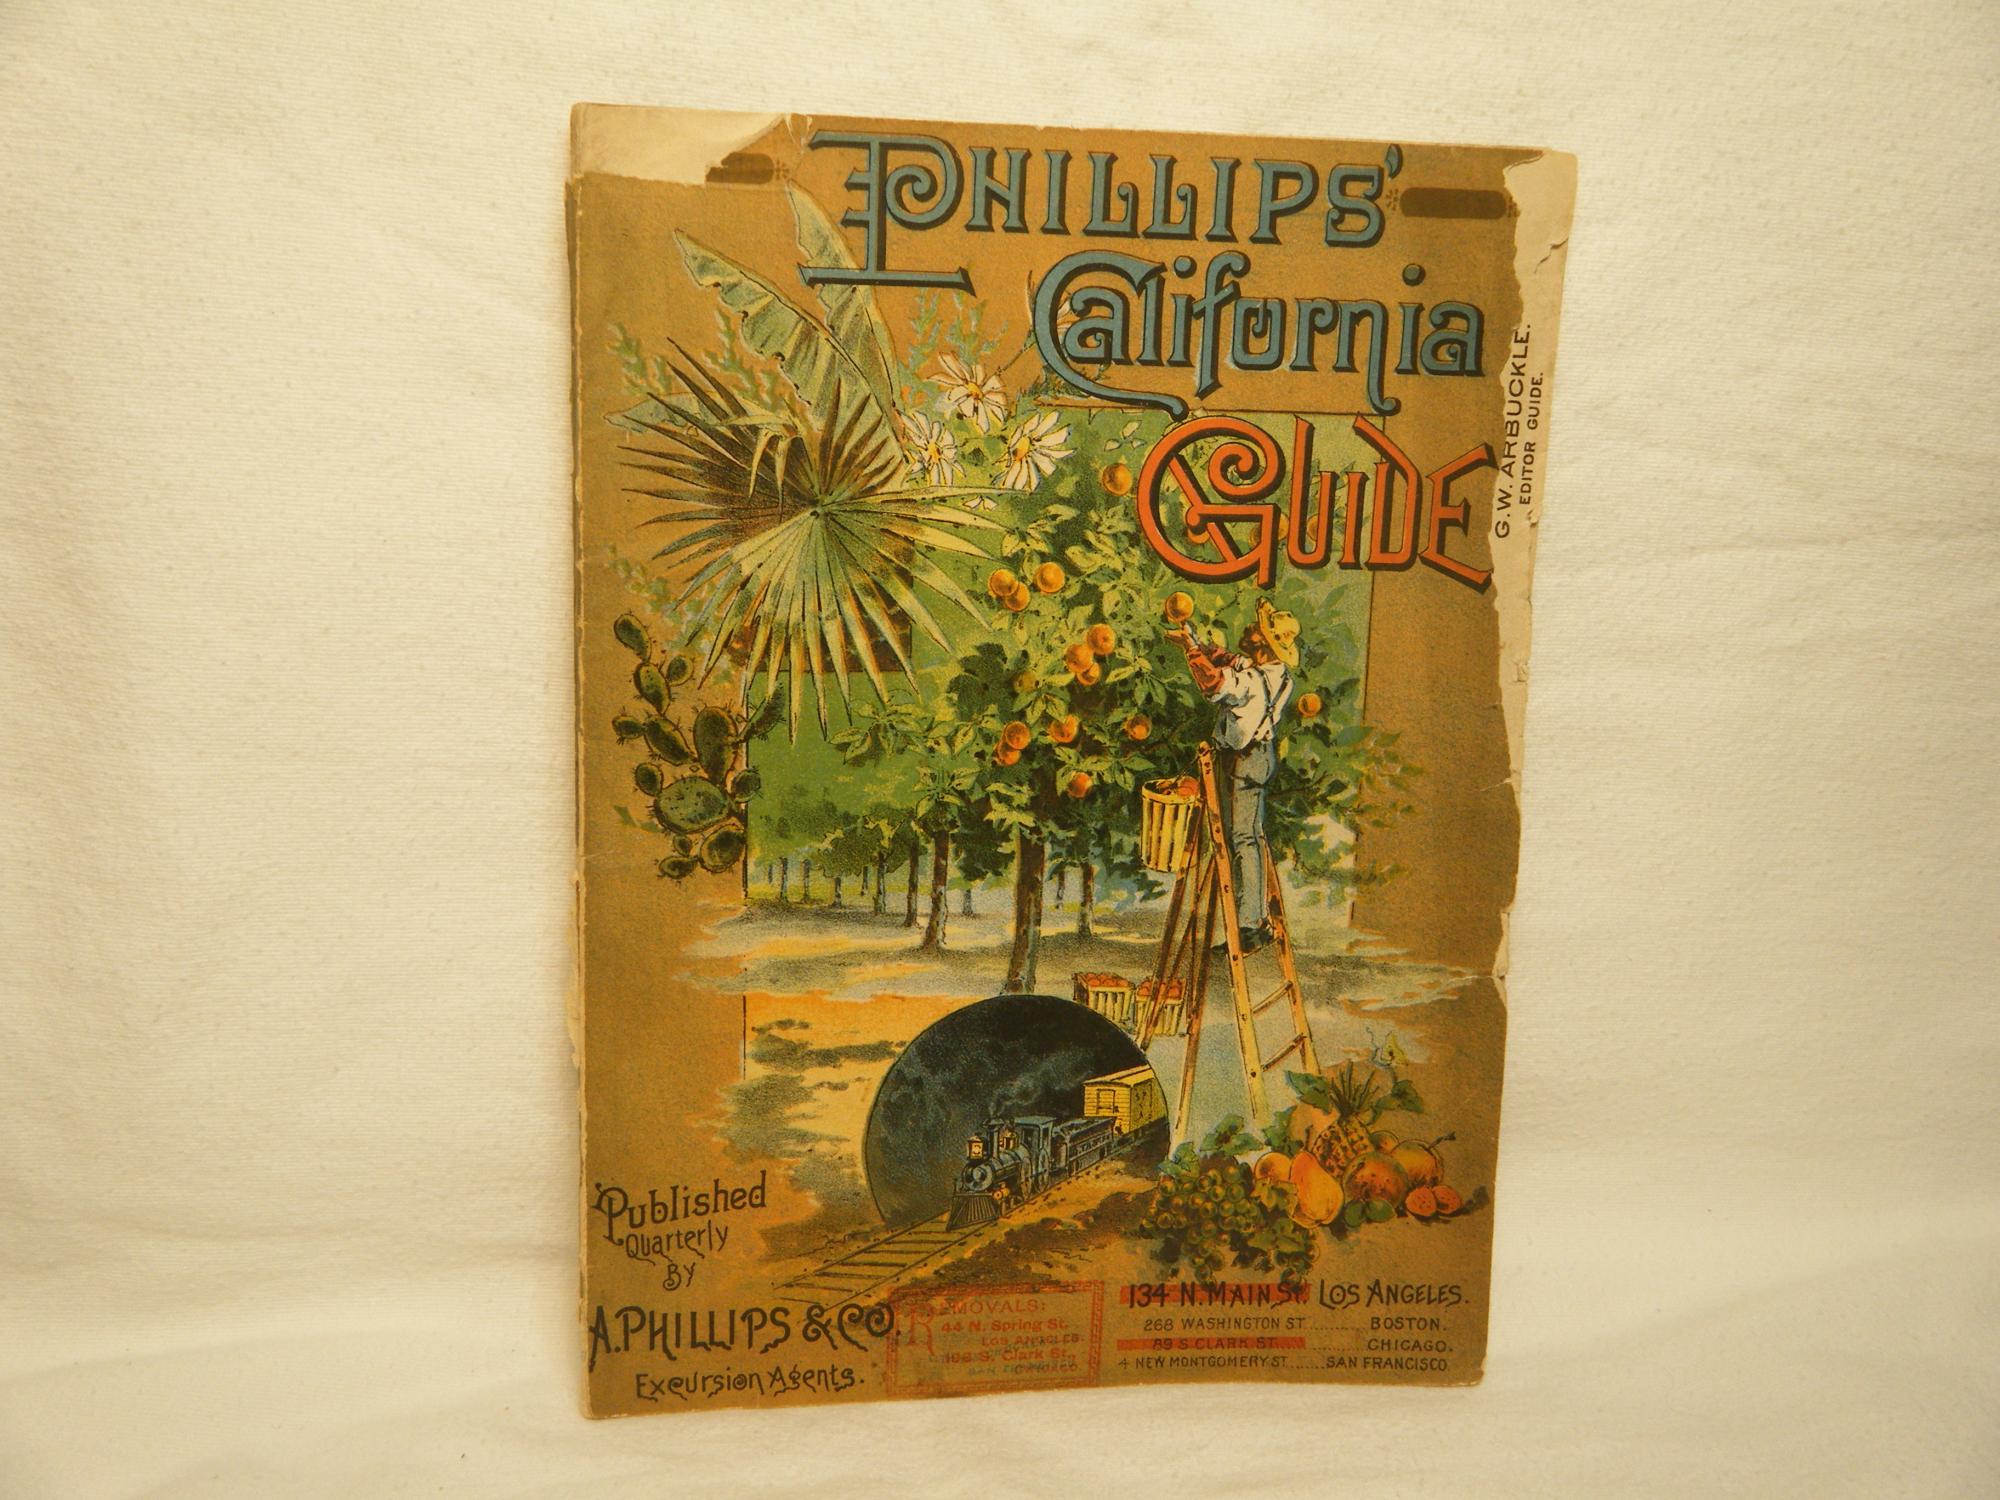 PHILLIPS'
California
GUIDE
G.W. ARBUCKLE.
EDITOR GUIDE.
Published
Quarterly
By
A. PHILLIPS & CO.
Excursion Agents.
REMOVALS:
44 N. Spring St.
LOS ANGELES
198 S. Clark St.,
134 N. MAIN ST. LOS ANGELES.
268 WASHINGTON ST .......... BOSTON.
89 S CLARK ST. .......... CHICAGO.
4 NEW MONTGOMERY ST ...... SAN FRANCISCO.